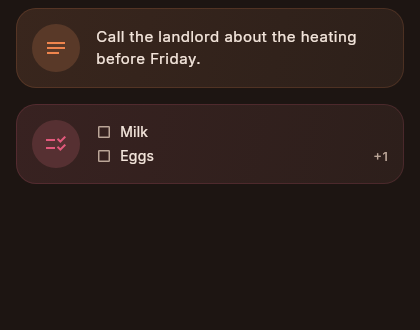 Call the landlord about the heating
before Friday.
☐ Milk
☐ Eggs
+1